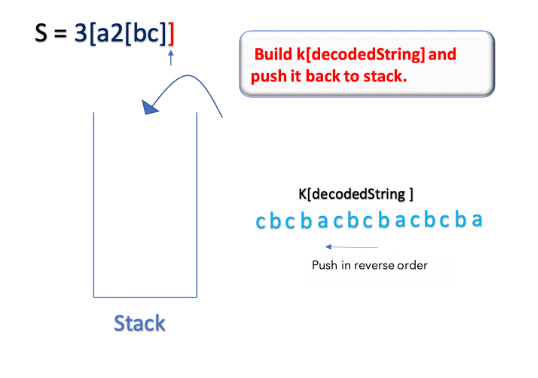 S = 3[a2[bc]]
Build k[decodedString] and
push it back to stack.
K[decodedString ]
c b c b a c b c b a c b c b a
Push in reverse order
Stack